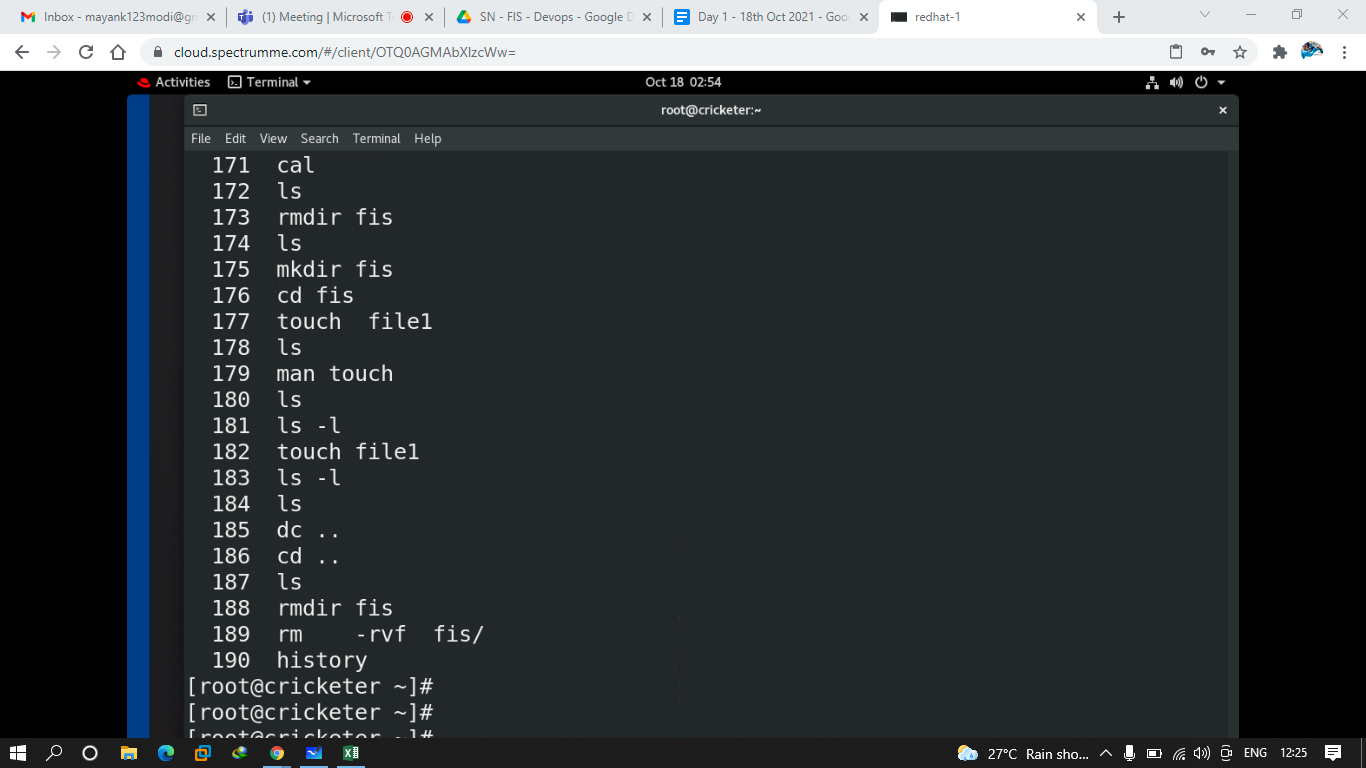 Inbox - mayank123modi@gm
(1) Meeting | Microsoft T
SN - FIS - Devops - Google D
Day 1 - 18th Oct 2021 - Goo
redhat-1
cloud.spectrumme.com/#/client/OTQ0AGMAbXlzcWw=
Activities
Terminal
Oct 18 02:54
root@cricketer:~
File Edit View Search Terminal Help
171 cal
172 ls
173 rmdir fis
174 ls
175 mkdir fis
176 cd fis
177 touch  file1
178 ls
179 man touch
180 ls
181 ls -l
182 touch file1
183 ls -l
184 ls
185 dc ..
186 cd ..
187 ls
188 rmdir fis
189 rm    -rvf  fis/
190 history
[root@cricketer ~]#
[root@cricketer ~]#
[root@cricketer ~]#
27°C Rain sho...
ENG
12:25